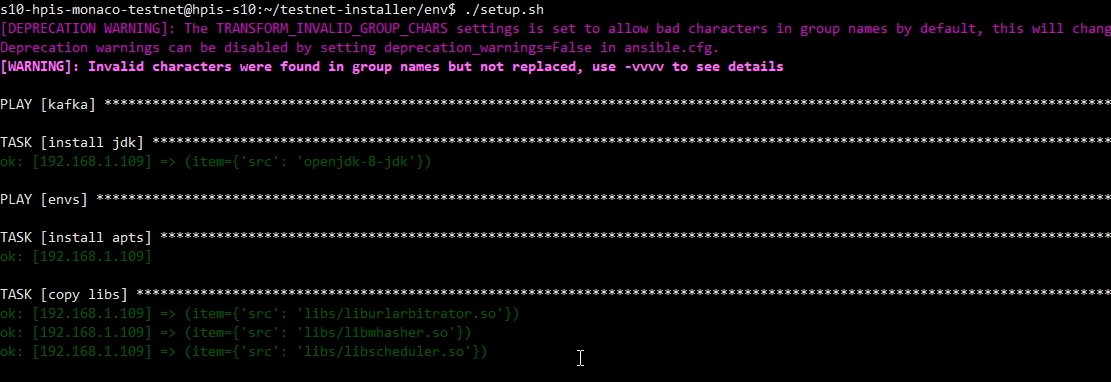 s10-hpis-monaco-testnet@hpis-s10:~/testnet-installer/env$ ./setup.sh
[DEPRECATION WARNING]: The TRANSFORM_INVALID_GROUP_CHARS settings is set to allow bad characters in group names by default, this will chang
Deprecation warnings can be disabled by setting deprecation_warnings=False in ansible.cfg.
[WARNING]: Invalid characters were found in group names but not replaced, use -vvvv to see details
PLAY [kafka] *******************************************************************************************************************************
TASK [install jdk] *************************************************************************************************************************
ok: [192.168.1.109] => (item={'src': 'openjdk-8-jdk'})
PLAY [envs] ********************************************************************************************************************************
TASK [install apts] ************************************************************************************************************************
ok: [192.168.1.109]
TASK [copy libs] ***************************************************************************************************************************
ok: [192.168.1.109] => (item={'src': 'libs/liburlarbitrator.so'})
ok: [192.168.1.109] => (item={'src': 'libs/libmhasher.so'})
ok: [192.168.1.109] => (item={'src': 'libs/libscheduler.so'})